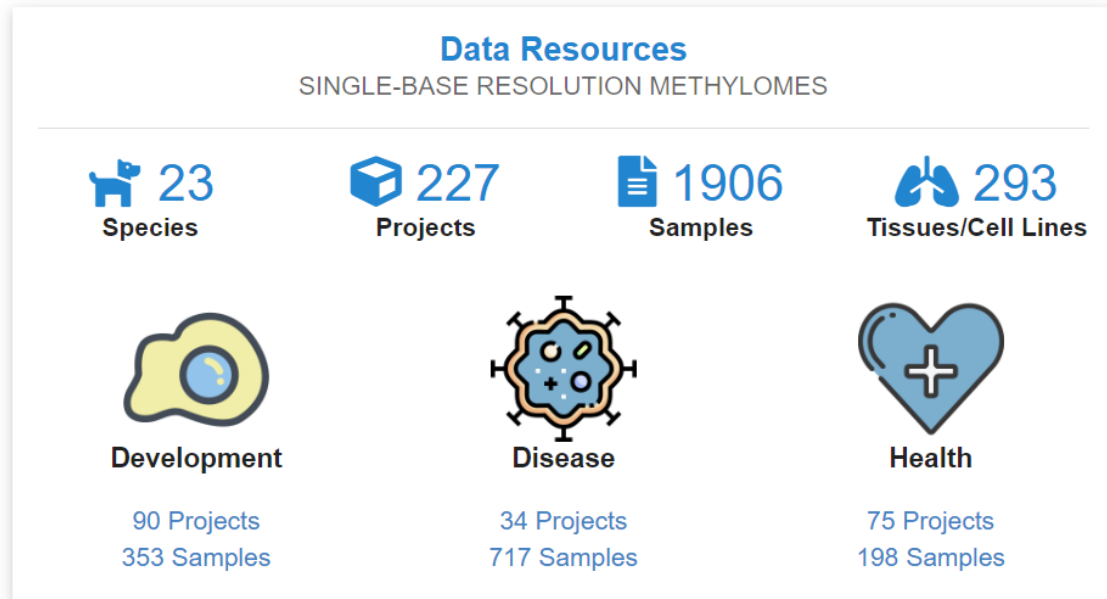 Data Resources
SINGLE-BASE RESOLUTION METHYLOMES
23 227 1906 293
Species Projects Samples Tissues/Cell Lines
Development Disease Health
90 Projects 34 Projects 75 Projects
353 Samples 717 Samples 198 Samples